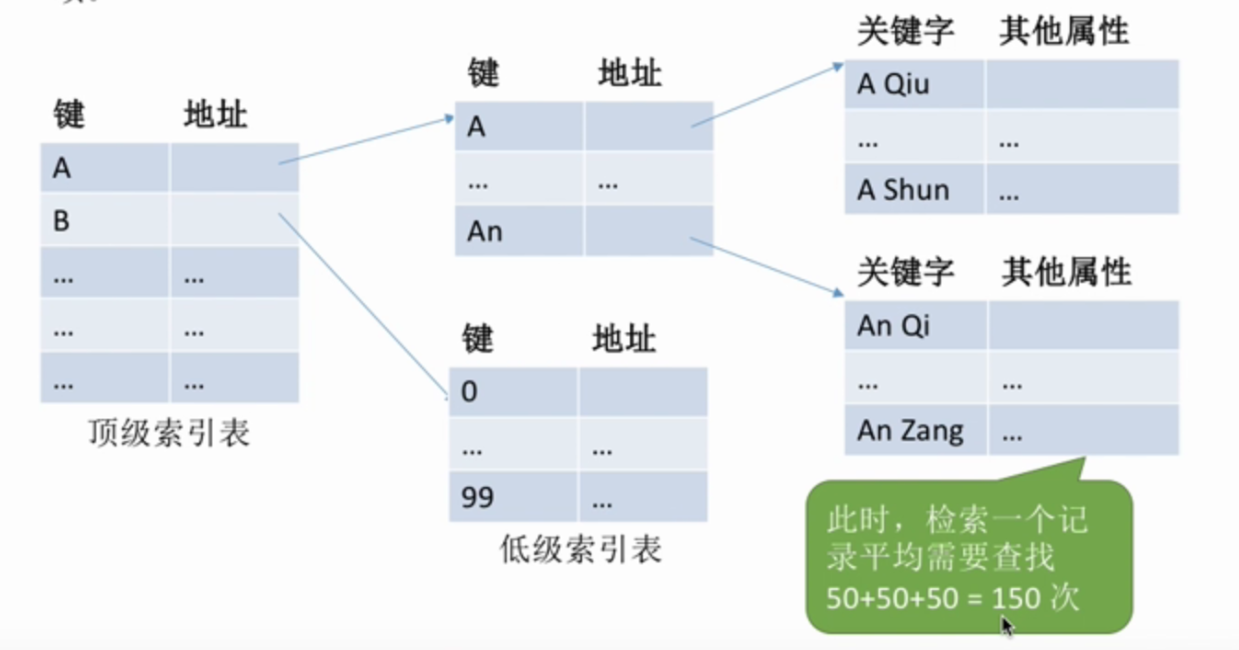 键 地址
A
B
... ...
... ...
... ...
顶级索引表
键 地址
A
... ...
An
键 地址
0
... ...
99 ...
低级索引表
关键字 其他属性
A Qiu
... ...
A Shun ...
关键字 其他属性
An Qi
... ...
An Zang ...
此时，检索一个记
录平均需要查找
50+50+50 = 150 次